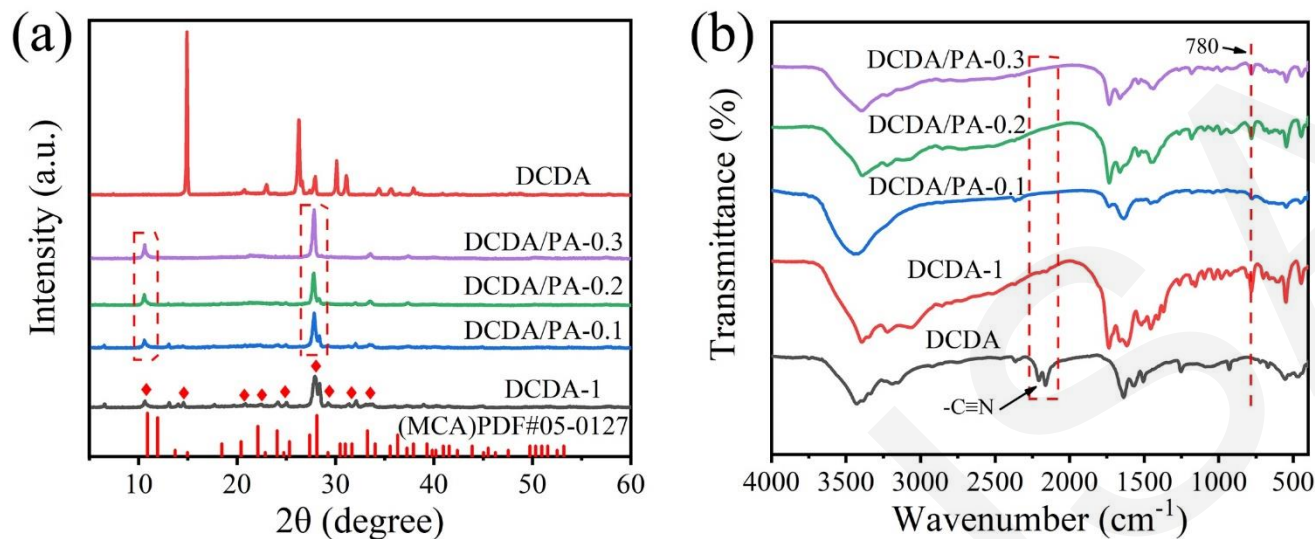 (a)
Intensity (a.u.)
DCDA
DCDA/PA-0.3
DCDA/PA-0.2
DCDA/PA-0.1
DCDA-1
(MCA)PDF#05-0127
10 20 30 40 50 60
2θ (degree)
(b)
Transmittance (%)
780
DCDA/PA-0.3
DCDA/PA-0.2
DCDA/PA-0.1
DCDA-1
DCDA
-C≡N
4000 3500 3000 2500 2000 1500 1000 500
Wavenumber (cm⁻¹)